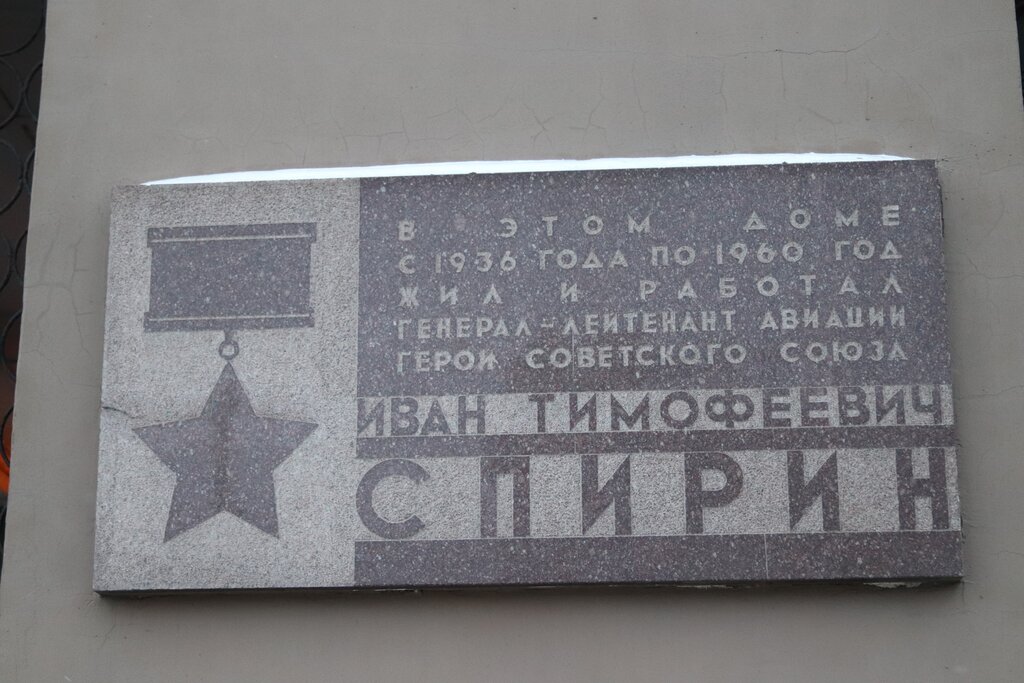 В ЭТОМ ДОМЕ
С 1936 ГОДА ПО 1960 ГОД
ЖИЛ И РАБОТАЛ
ГЕНЕРАЛ-ЛЕЙТЕНАНТ АВИАЦИИ
ГЕРОЙ СОВЕТСКОГО СОЮЗА
ИВАН ТИМОФЕЕВИЧ
СПИРИН